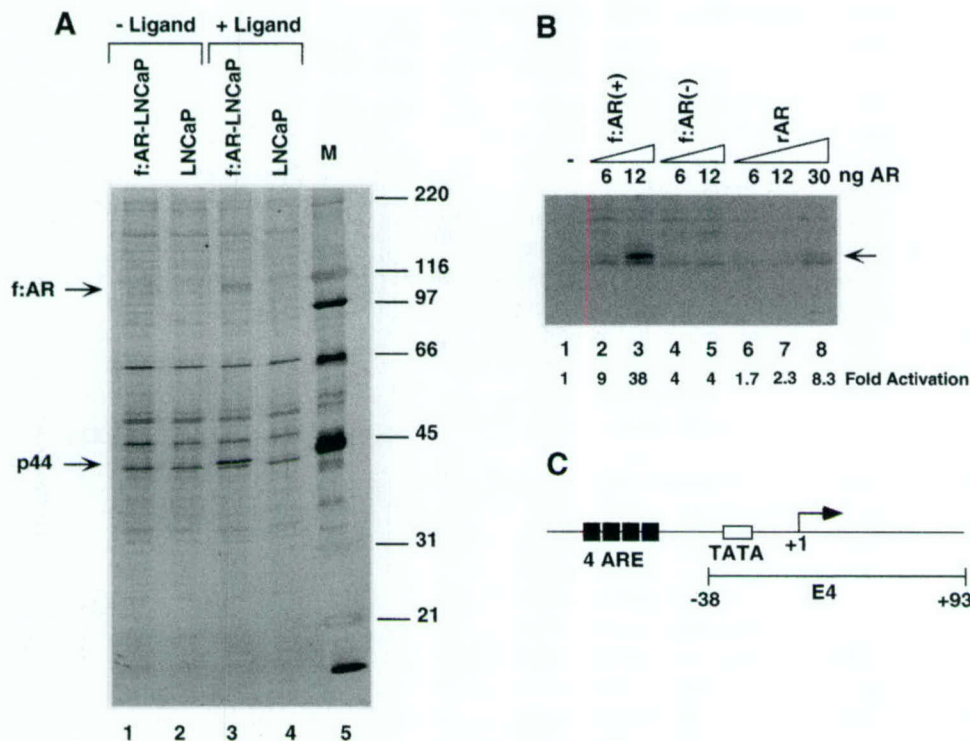 A
- Ligand + Ligand
f:AR-LNCaP
LNCaP
f:AR-LNCaP
LNCaP
M
220
116
f:AR
97
66
45
p44
31
21
1 2 3 4 5
B
f:AR(+)
f:AR(-)
rAR
- 6 12 6 12 6 12 30 ng AR
1 2 3 4 5 6 7 8
1 9 38 4 4 1.7 2.3 8.3 Fold Activation
C
4 ARE
TATA
+1
E4
-38 +93